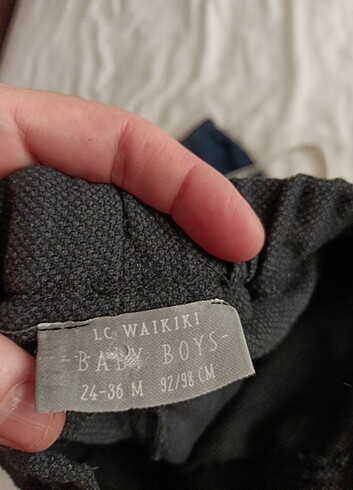 LC WAIKIKI
-BABY BOYS-
24-36 M 92/98 CM